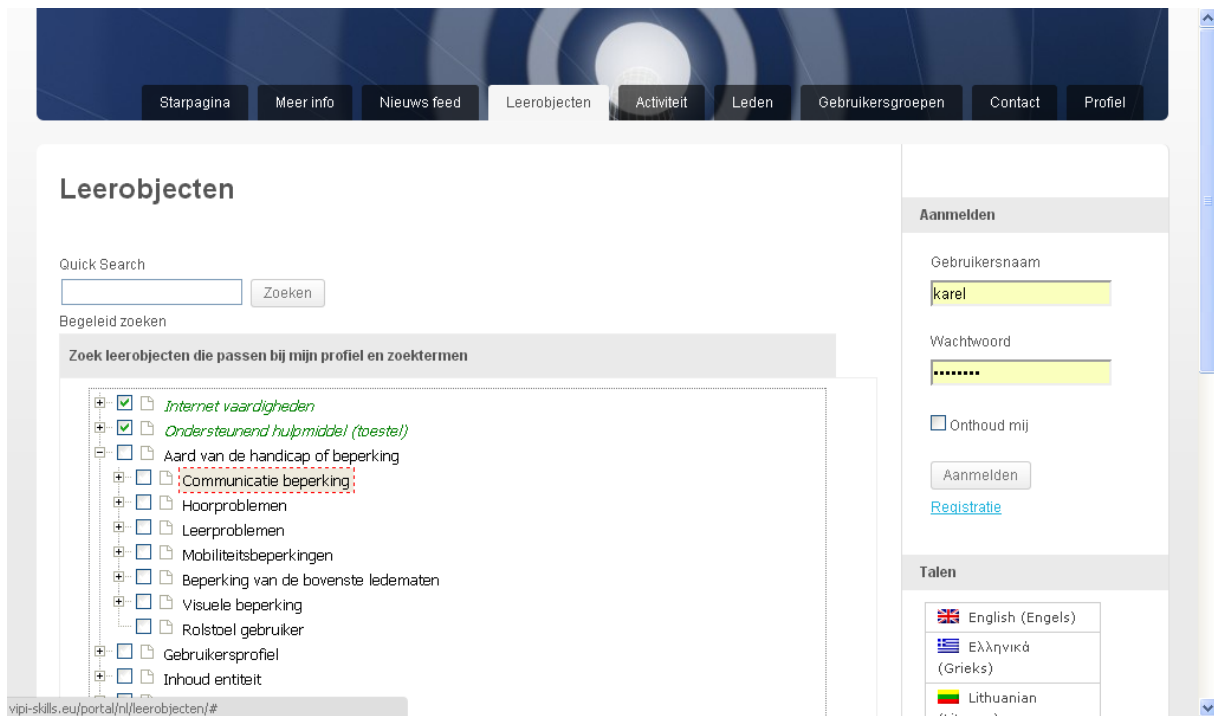 Starpagina Meer info Nieuws feed Leerobjecten Activiteit Leden Gebruikersgroepen Contact Profiel
Leerobjecten
Quick Search
Zoeken
Begeleid zoeken
Zoek leerobjecten die passen bij mijn profiel en zoektermen
Internet vaardigheden
Ondersteunend hulpmiddel (toestel)
Aard van de handicap of beperking
Communicatie beperking
Hoorproblemen
Leerproblemen
Mobiliteitsbeperkingen
Beperking van de bovenste ledematen
Visuele beperking
Rolstoel gebruiker
Gebruikersprofiel
Inhoud entiteit
Aanmelden
Gebruikersnaam
karel
Wachtwoord
••••••••
Onthoud mij
Aanmelden
Registratie
Talen
English (Engels)
Ελληνικά
(Grieks)
Lithuanian
vipi-skills.eu/portal/nl/leerobjecten/#